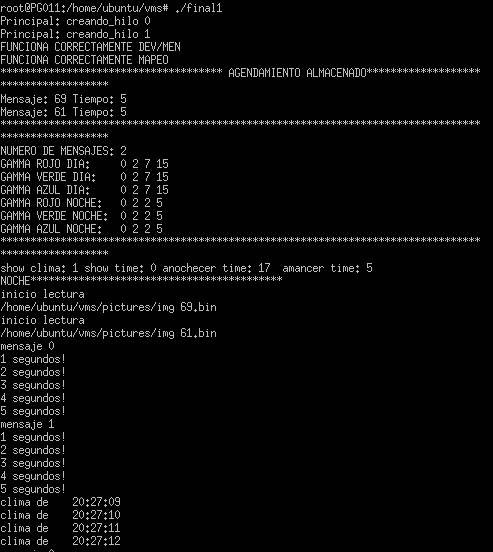 root@PG011:/home/ubuntu/vms# ./final1
Principal: creando_hilo 0
Principal: creando_hilo 1
FUNCIONA CORRECTAMENTE DEV/MEN
FUNCIONA CORRECTAMENTE MAPEO
************************************* AGENDAMIENTO ALMACENADO*******************
******************
Mensaje: 69 Tiempo: 5
Mensaje: 61 Tiempo: 5
********************************************************************************
******************
NUMERO DE MENSAJES: 2
GAMMA ROJO DIA:     0 2 7 15
GAMMA VERDE DIA:    0 2 7 15
GAMMA AZUL DIA:     0 2 7 15
GAMMA ROJO NOCHE:   0 2 2 5
GAMMA VERDE NOCHE:  0 2 2 5
GAMMA AZUL NOCHE:   0 2 2 5
********************************************************************************
******************
show clima: 1 show time: 0 anochecer time: 17  amancer time: 5
NOCHE******************************************
inicio lectura
/home/ubuntu/vms/pictures/img 69.bin
inicio lectura
/home/ubuntu/vms/pictures/img 61.bin
mensaje 0
1 segundos!
2 segundos!
3 segundos!
4 segundos!
5 segundos!
mensaje 1
1 segundos!
2 segundos!
3 segundos!
4 segundos!
5 segundos!
clima de    20:27:09
clima de    20:27:10
clima de    20:27:11
clima de    20:27:12